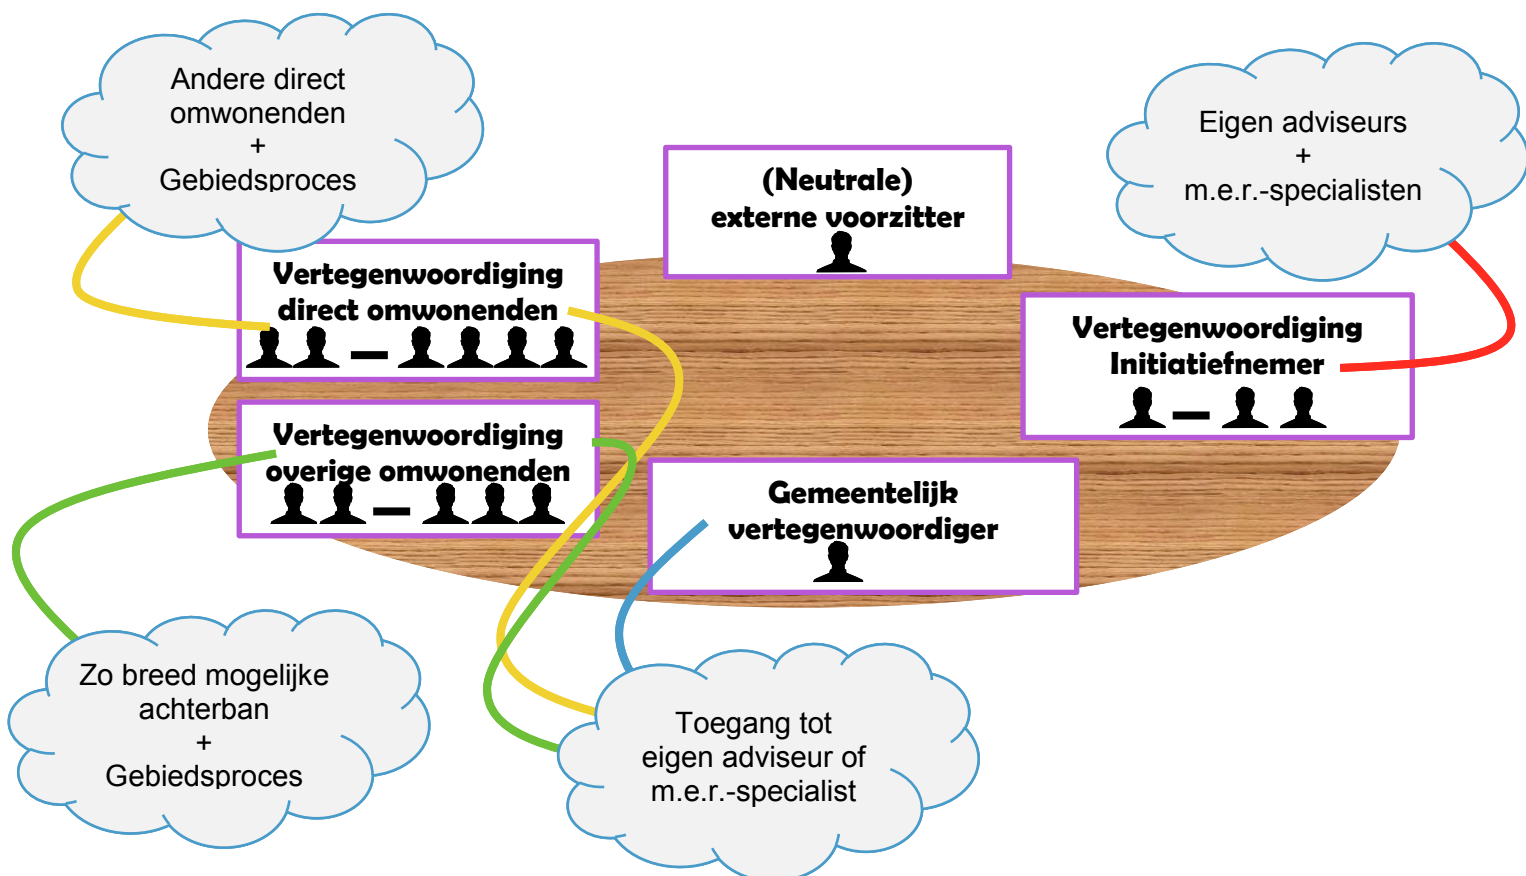 Andere direct
omwonenden
+
Gebiedsproces
(Neutrale)
externe voorzitter
Eigen adviseurs
+
m.e.r.-specialisten
Vertegenwoordiging
direct omwonenden
–
Vertegenwoordiging
Initiatiefnemer
–
Vertegenwoordiging
overige omwonenden
–
Gemeentelijk
vertegenwoordiger
Zo breed mogelijke
achterban
+
Gebiedsproces
Toegang tot
eigen adviseur of
m.e.r.-specialist